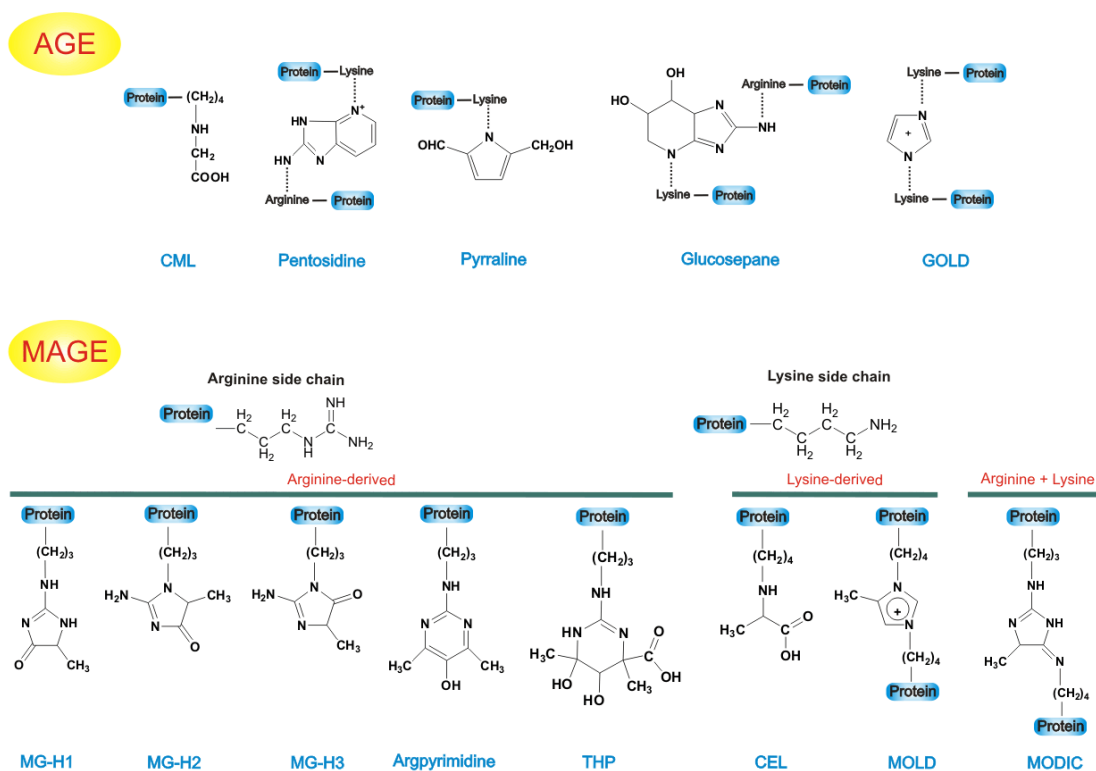 AGE
Protein — Lysine
N+
HN
N
HN
Arginine — Protein
Protein — (CH2)4
NH
CH2
COOH
Protein — Lysine
OHC
N
CH2OH
OH
HO
N
N
N
NH
Arginine — Protein
Lysine — Protein
Lysine — Protein
N
+
N
Lysine — Protein
CML
Pentosidine
Pyrraline
Glucosepane
GOLD
MAGE
Arginine side chain
Protein
H2
C
C
H2
H2
C
N
H
C
NH
NH2
Lysine side chain
Protein
C
H2
H2
C
C
H2
H2
C
C
H2
NH2
Arginine-derived
Lysine-derived
Arginine + Lysine
Protein
(CH2)3
NH
N
NH
O
CH3
Protein
(CH2)3
N
H2N
N
CH3
O
Protein
(CH2)3
N
H2N
N
O
CH3
Protein
(CH2)3
NH
N
N
H3C
CH3
OH
Protein
(CH2)3
NH
HN
N
H3C
HO
HO
CH3
O
C
OH
Protein
(CH2)4
NH
H3C
C
O
OH
Protein
(CH2)4
N
H3C
+
N
(CH2)4
Protein
Protein
(CH2)3
NH
N
NH
H3C
N
(CH2)4
Protein
MG-H1
MG-H2
MG-H3
Argpyrimidine
THP
CEL
MOLD
MODIC